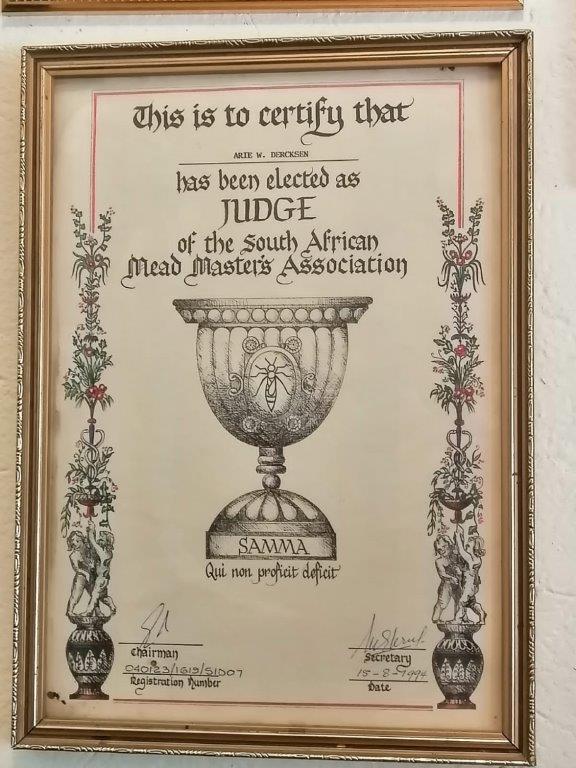 This is to certify that
ARIE W. DERCKSEN
has been elected as
JUDGE
of the South African
Mead Master's Association
SAMMA
Qui non proficit deficit
Chairman
Secretary
040123/1619/S1D07
15-8-1994
Registration Number
Date